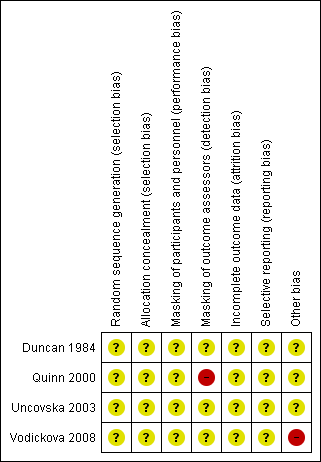 Random sequence generation (selection bias)
Allocation concealment (selection bias)
Masking of participants and personnel (performance bias)
Masking of outcome assessors (detection bias)
Incomplete outcome data (attrition bias)
Selective reporting (reporting bias)
Other bias
Duncan 1984 ? ? ? ? ? ? ?
Quinn 2000 ? ? ? - ? ? ?
Uncovska 2003 ? ? ? ? ? ? ?
Vodickova 2008 ? ? ? ? ? ? -